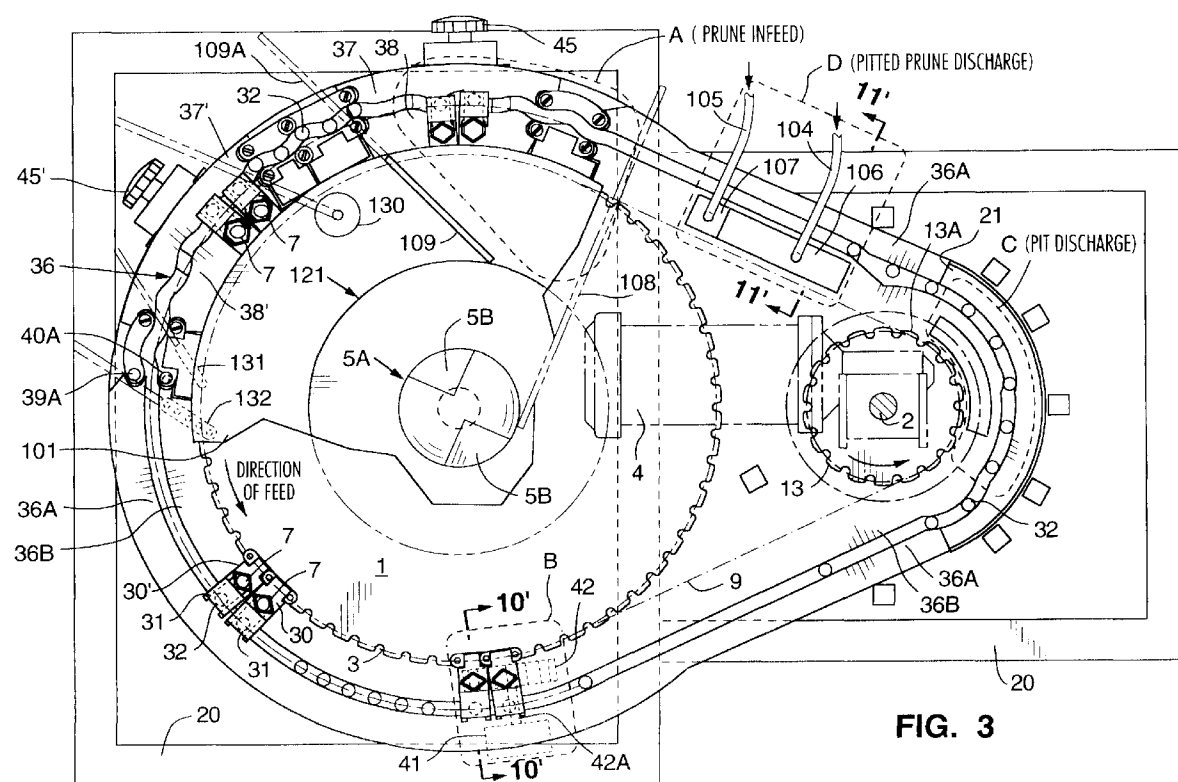 45
A ( PRUNE INFEED)
109A
37
38
D (PITTED PRUNE DISCHARGE)
32
105
11'
37'
104
107
106
36A
45'
13A
21
130
109
C ( PIT DISCHARGE)
7
7
36
121
108
11'
38'
5B
40A
5A
131
39A
2
132
101
4
DIRECTION
OF FEED
5B
13
32
36A
7
36B
7
1
B
9
36A
30'
10'
42
36B
31
30
32
31
3
20
20
41
42A
10'
FIG. 3